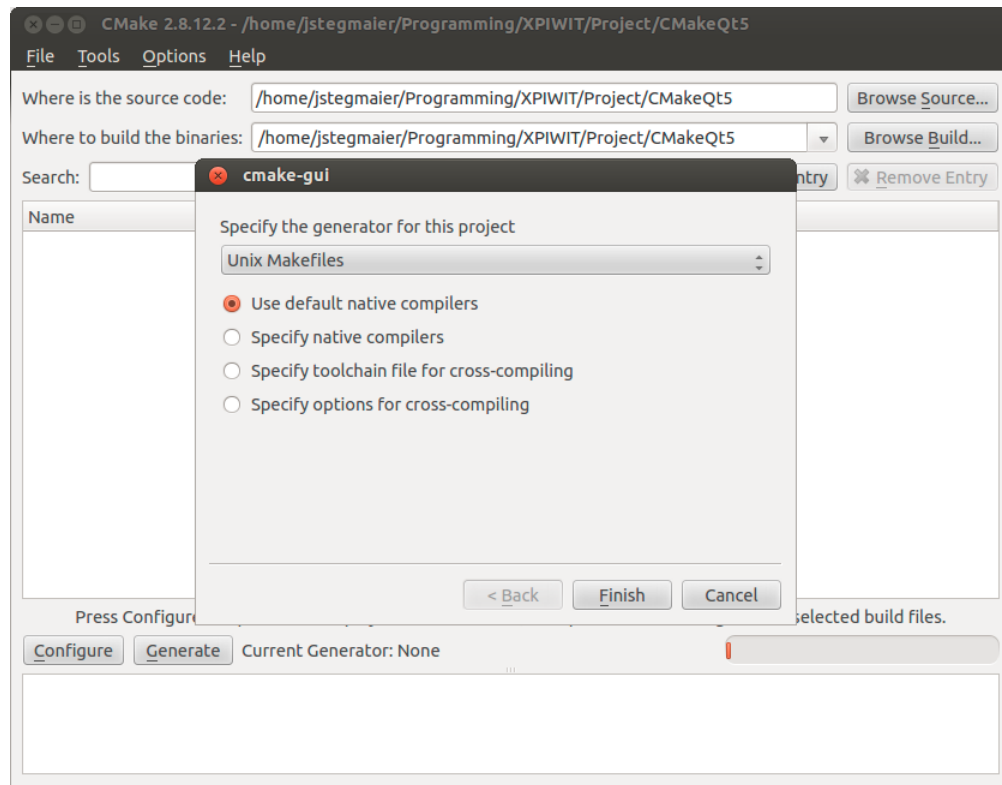 CMake 2.8.12.2 - /home/jstegmaier/Programming/XPIWIT/Project/CMakeQt5
File Tools Options Help
Where is the source code: /home/jstegmaier/Programming/XPIWIT/Project/CMakeQt5 Browse Source...
Where to build the binaries: /home/jstegmaier/Programming/XPIWIT/Project/CMakeQt5 Browse Build...
Search: ntry Remove Entry
Name
cmake-gui
Specify the generator for this project
Unix Makefiles
Use default native compilers
Specify native compilers
Specify toolchain file for cross-compiling
Specify options for cross-compiling
< Back Finish Cancel
Press Configure selected build files.
Configure Generate Current Generator: None